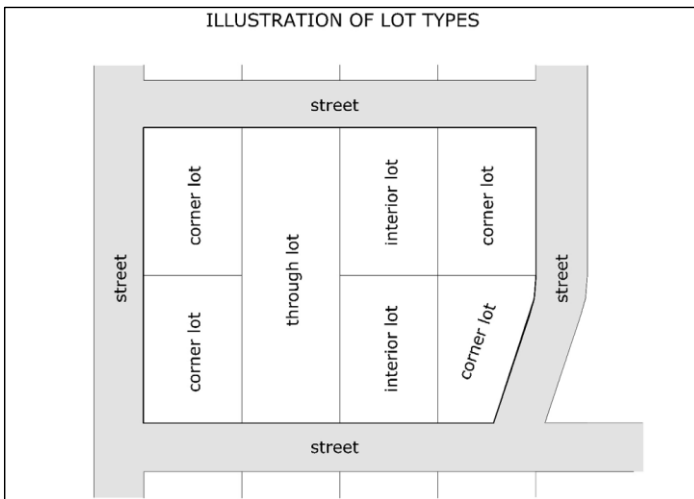 ILLUSTRATION OF LOT TYPES
street
corner lot
through lot
interior lot
corner lot
street
street
corner lot
interior lot
corner lot
street